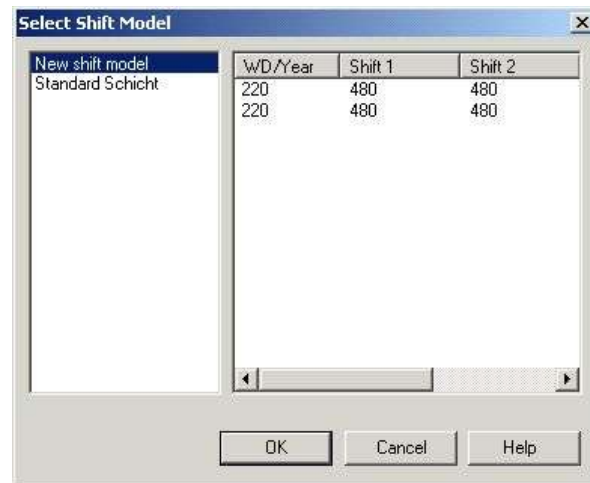 Select Shift Model
New shift model
Standard Schicht
WD/Year Shift 1 Shift 2
220 480 480
220 480 480
OK Cancel Help